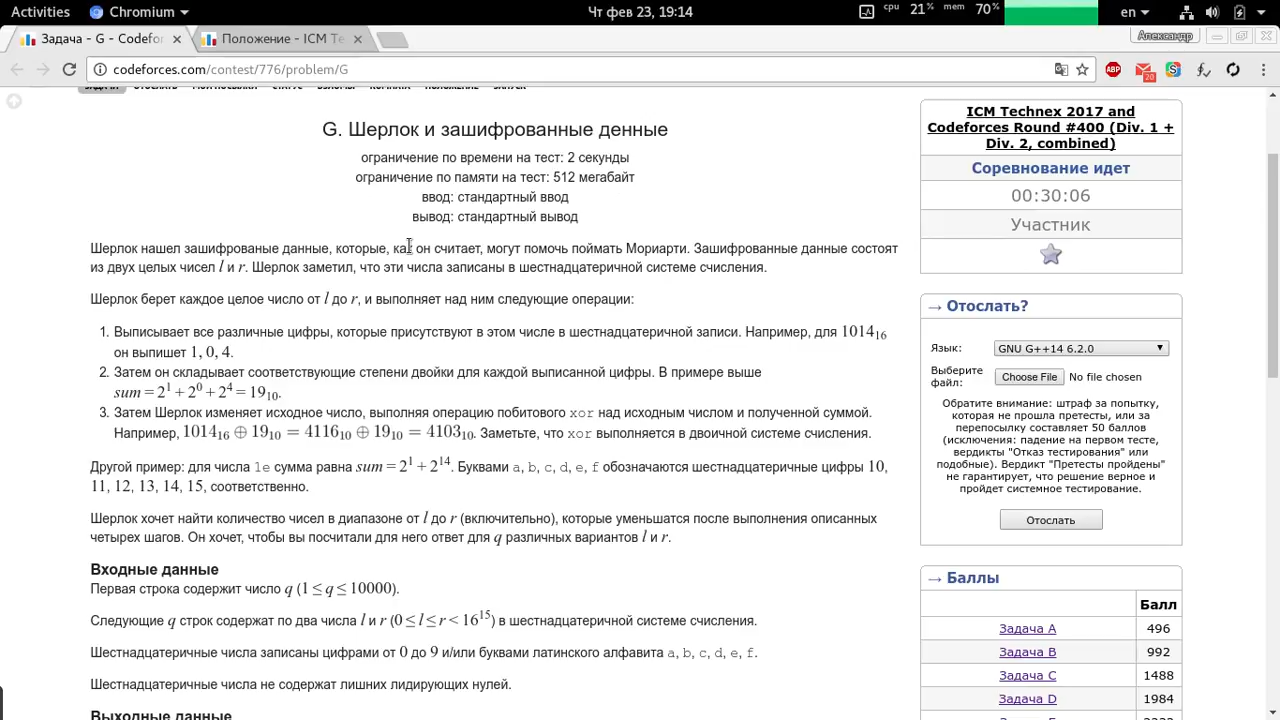 Activities Chromium Чт фев 23, 19:14 cpu 21% mem 70% en
Задача - G - Codefor Положение - ICM Te Александр
codeforces.com/contest/776/problem/G ABP 20
G. Шерлок и зашифрованные денные
ограничение по времени на тест: 2 секунды
ограничение по памяти на тест: 512 мегабайт
ввод: стандартный ввод
вывод: стандартный вывод
Шерлок нашел зашифрованые данные, которые, как он считает, могут помочь поймать Мориарти. Зашифрованные данные состоят
из двух целых чисел l и r. Шерлок заметил, что эти числа записаны в шестнадцатеричной системе счисления.
Шерлок берет каждое целое число от l до r, и выполняет над ним следующие операции:
1. Выписывает все различные цифры, которые присутствуют в этом числе в шестнадцатеричной записи. Например, для 1014₁₆
он выпишет 1, 0, 4.
2. Затем он складывает соответствующие степени двойки для каждой выписанной цифры. В примере выше
sum = 2¹ + 2⁰ + 2⁴ = 19₁₀.
3. Затем Шерлок изменяет исходное число, выполняя операцию побитового xor над исходным числом и полученной суммой.
Например, 1014₁₆ ⊕ 19₁₀ = 4116₁₀ ⊕ 19₁₀ = 4103₁₀. Заметьте, что xor выполняется в двоичной системе счисления.
Другой пример: для числа 1e сумма равна sum = 2¹ + 2¹⁴. Буквами a, b, c, d, e, f обозначаются шестнадцатеричные цифры 10,
11, 12, 13, 14, 15, соответственно.
Шерлок хочет найти количество чисел в диапазоне от l до r (включительно), которые уменьшатся после выполнения описанных
четырех шагов. Он хочет, чтобы вы посчитали для него ответ для q различных вариантов l и r.
Входные данные
Первая строка содержит число q (1 ≤ q ≤ 10000).
Следующие q строк содержат по два числа l и r (0 ≤ l ≤ r < 16¹⁵) в шестнадцатеричной системе счисления.
Шестнадцатеричные числа записаны цифрами от 0 до 9 и/или буквами латинского алфавита a, b, c, d, e, f.
Шестнадцатеричные числа не содержат лишних лидирующих нулей.
Выходные данные
ICM Technex 2017 and
Codeforces Round #400 (Div. 1 +
Div. 2, combined)
Соревнование идет
00:30:06
Участник
→ Отослать?
Язык: GNU G++14 6.2.0
Выберите
файл: Choose File No file chosen
Обратите внимание: штраф за попытку,
которая не прошла претесты, или за
перепосылку составляет 50 баллов
(исключения: падение на первом тесте,
вердикты "Отказ тестирования" или
подобные). Вердикт "Претесты пройдены"
не гарантирует, что решение верное и
пройдет системное тестирование.
Отослать
→ Баллы
Балл
Задача A 496
Задача B 992
Задача C 1488
Задача D 1984